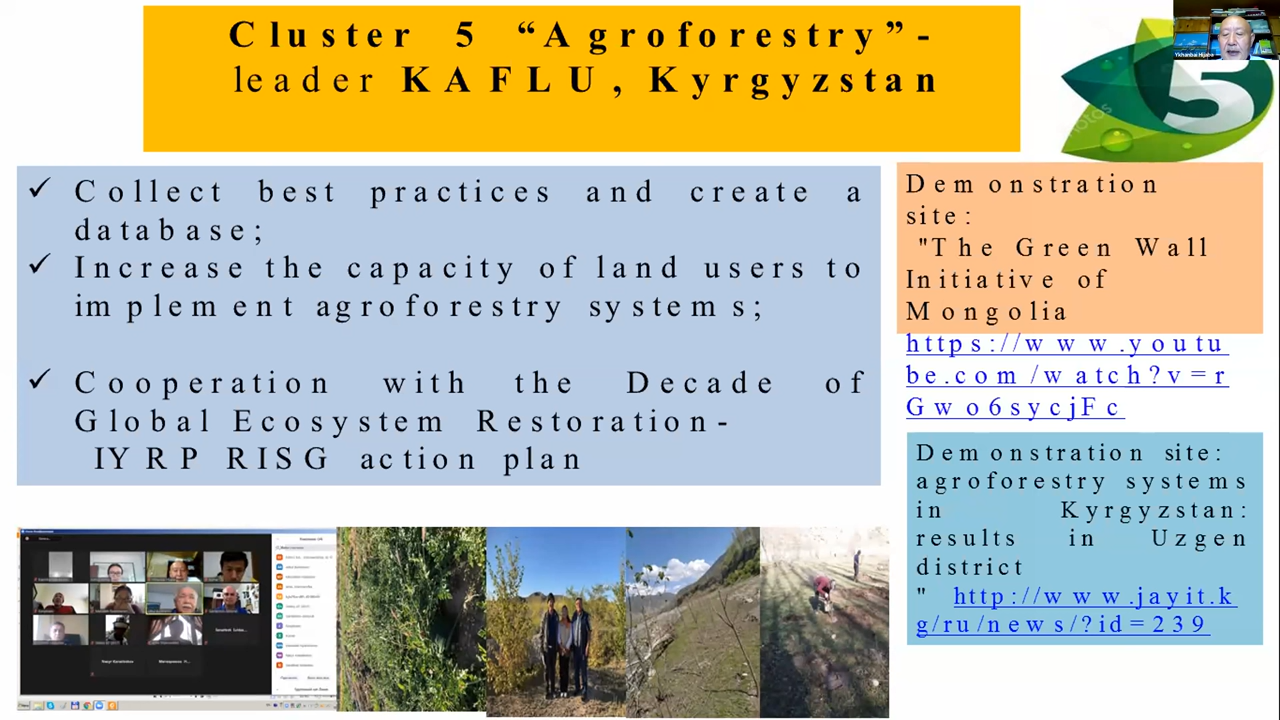 Cluster 5 “Agroforestry”-
leader KAFLU, Kyrgyzstan
5
Ykhanbai Hijaba
Collect best practices and create a
database;
Increase the capacity of land users to
implement agroforestry systems;
Cooperation with the Decade of
Global Ecosystem Restoration-
IYRP RISG action plan
Demonstration
site:
"The Green Wall
Initiative of
Mongolia
https://www.youtu
be.com/watch?v=r
Gwo6sycjFc
Demonstration site:
agroforestry systems
in Kyrgyzstan:
results in Uzgen
district
" http://www.jayit.k
g/ru/news/?id=239